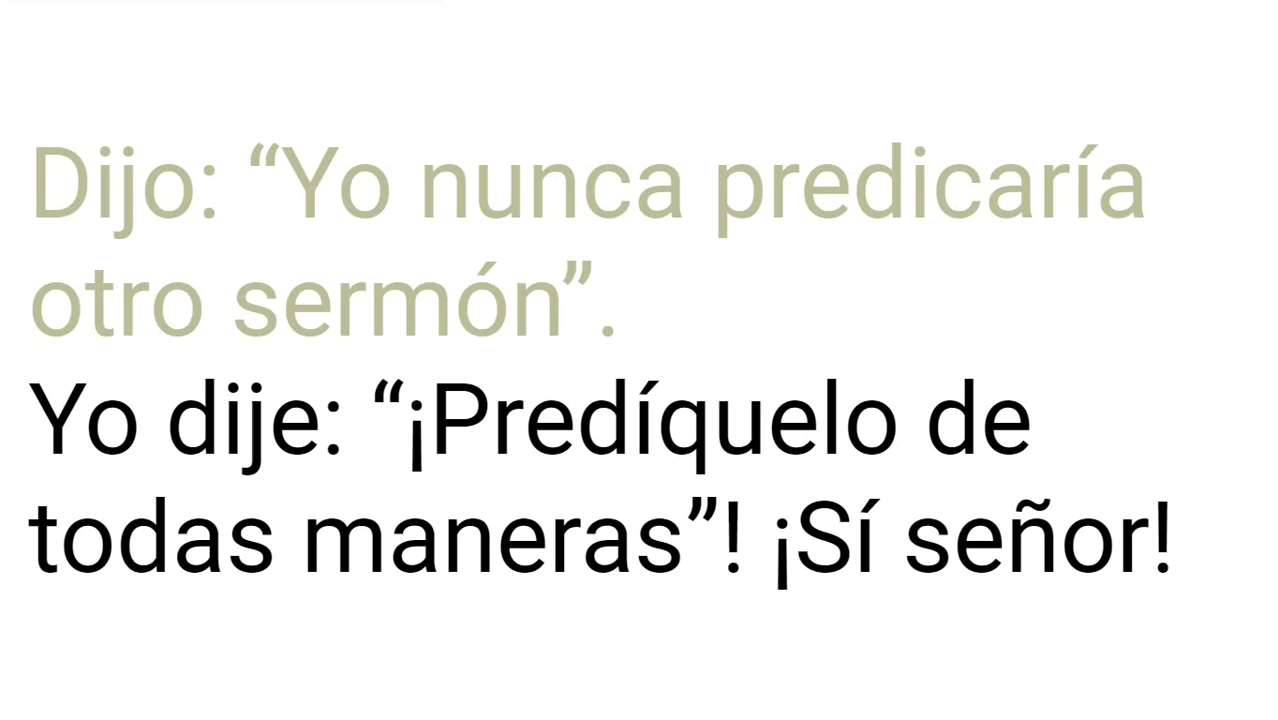 Dijo: “Yo nunca predicaría
otro sermón”.
Yo dije: “¡Predíquelo de
todas maneras”! ¡Sí señor!